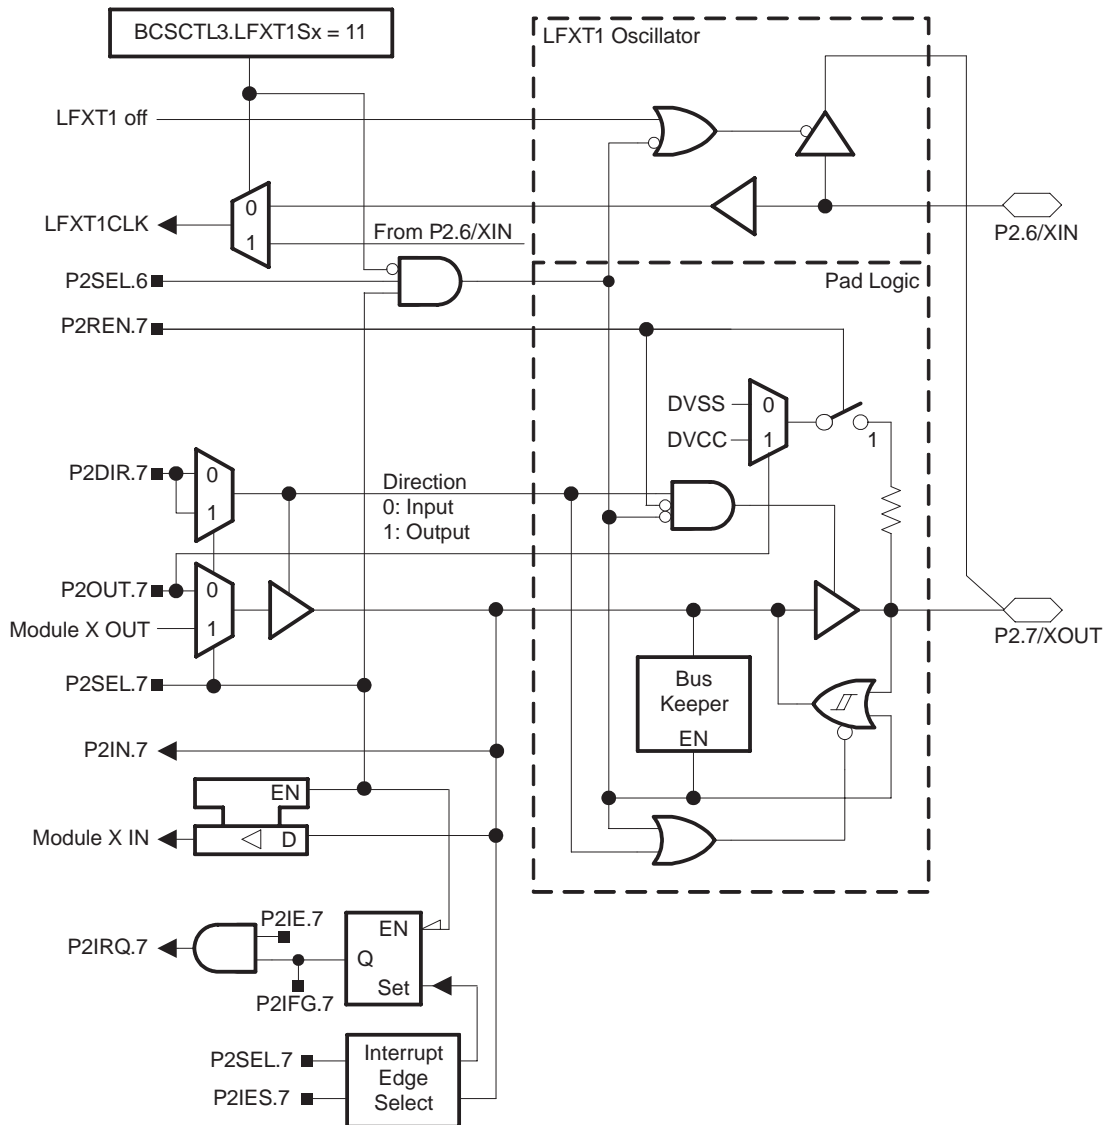 BCSCTL3.LFXT1Sx = 11
LFXT1 Oscillator
LFXT1 off
0
LFXT1CLK
1
From P2.6/XIN
P2.6/XIN
P2SEL.6
Pad Logic
P2REN.7
DVSS
0
DVCC
1
1
P2DIR.7
0
1
Direction
0: Input
1: Output
P2OUT.7
0
Module X OUT
1
P2.7/XOUT
P2SEL.7
Bus
Keeper
EN
P2IN.7
EN
Module X IN
D
P2IE.7
EN
P2IRQ.7
Q
Set
P2IFG.7
P2SEL.7
P2IES.7
Interrupt
Edge
Select